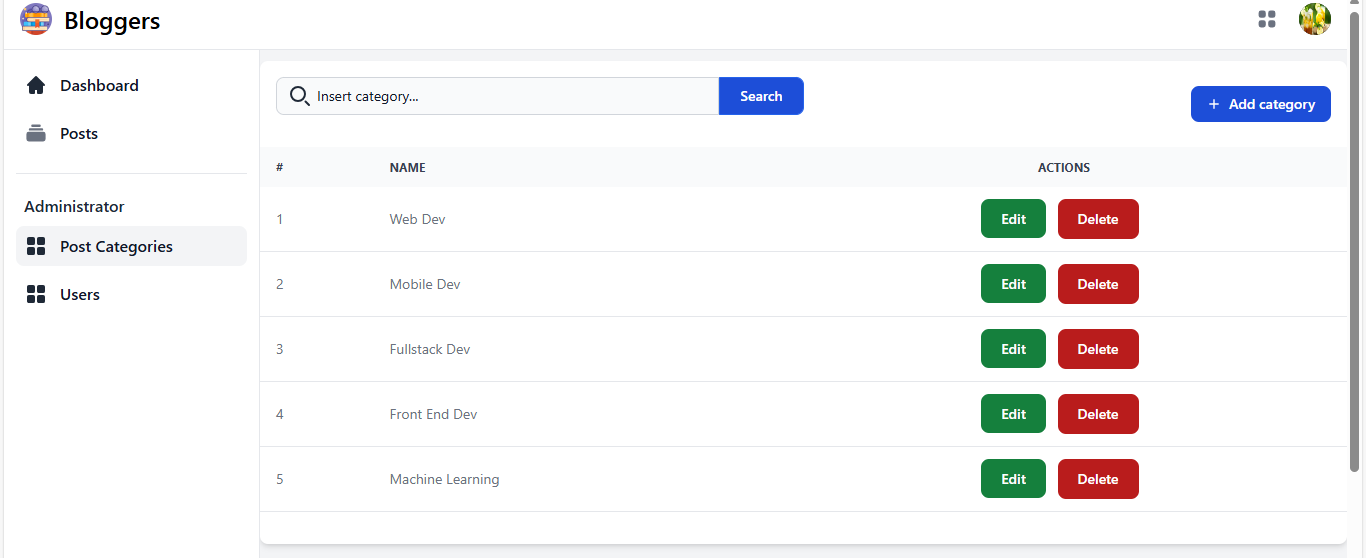 Bloggers
Dashboard
Posts
Administrator
Post Categories
Users
Insert category...
Search
+ Add category
# NAME ACTIONS
1 Web Dev Edit Delete
2 Mobile Dev Edit Delete
3 Fullstack Dev Edit Delete
4 Front End Dev Edit Delete
5 Machine Learning Edit Delete